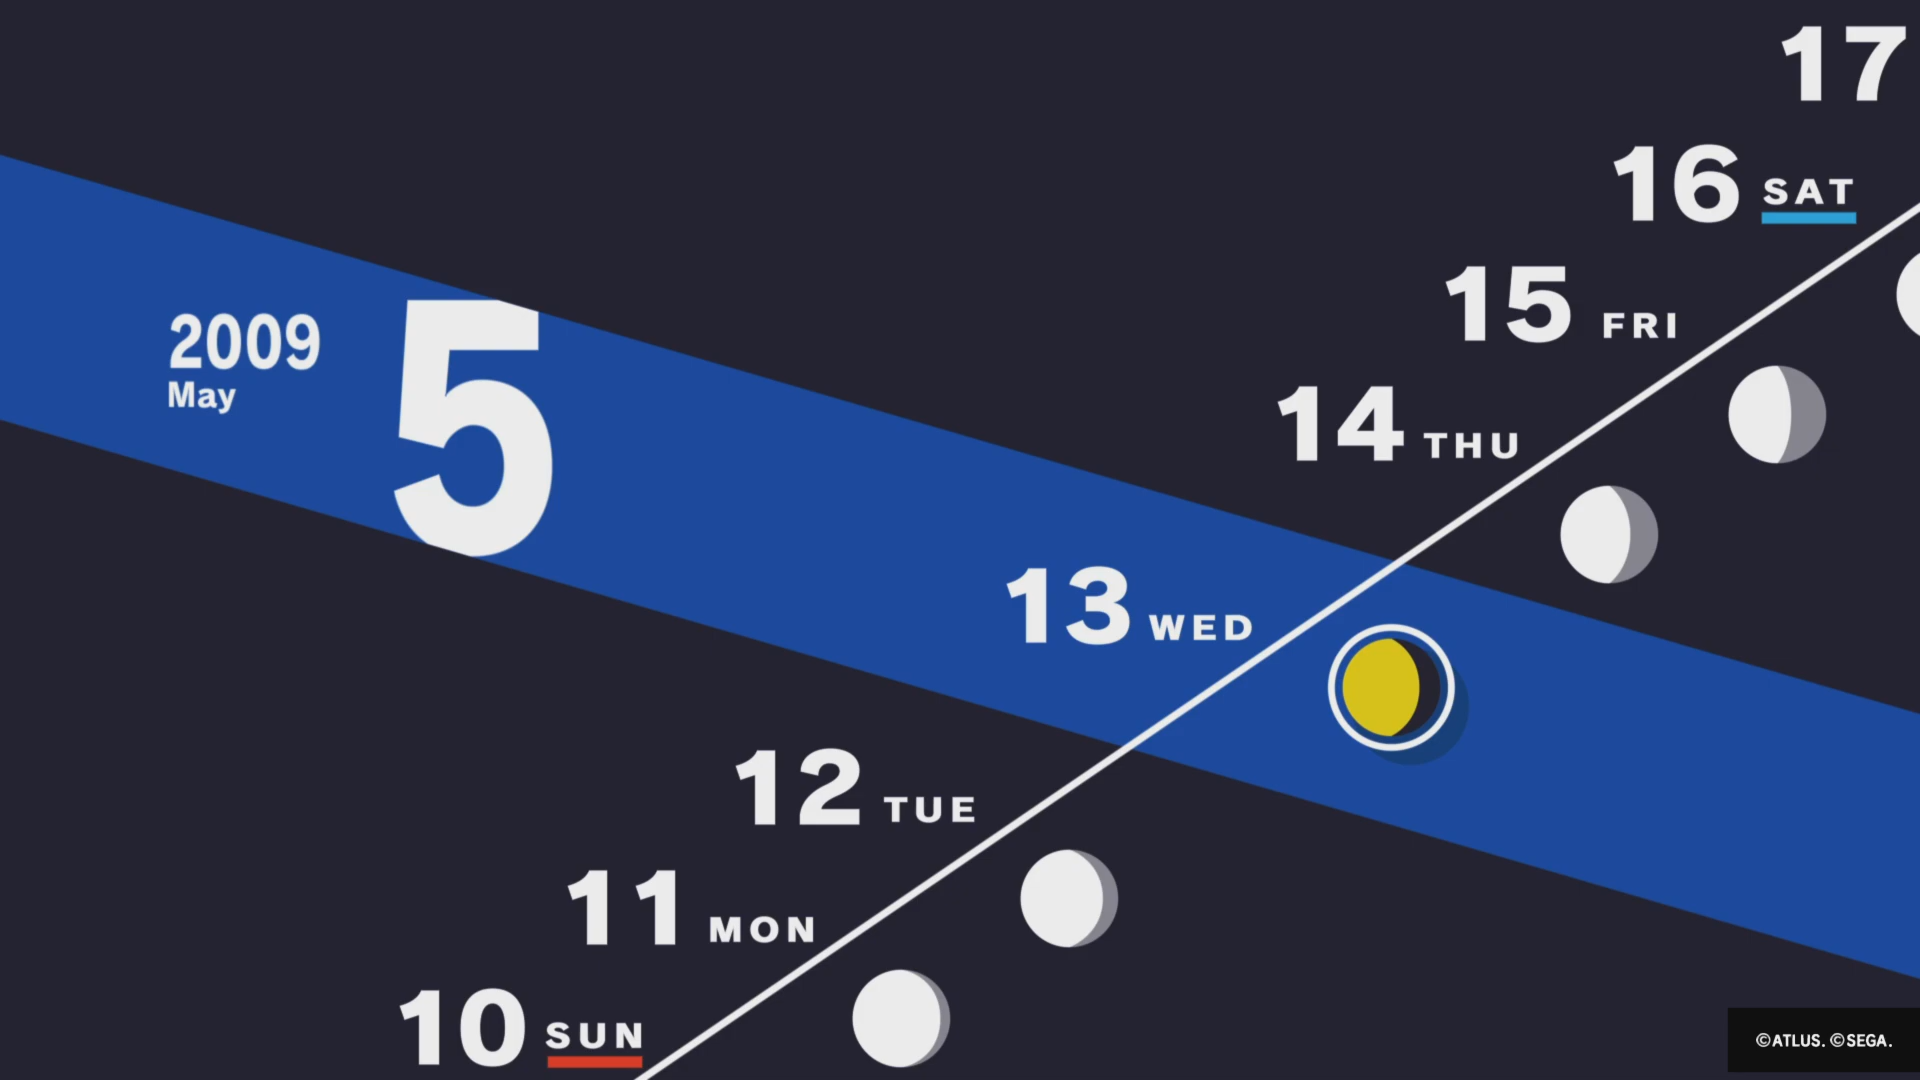 17
16 SAT
15 FRI
14 THU
2009
May
5
13 WED
12 TUE
11 MON
10 SUN
©ATLUS. ©SEGA.